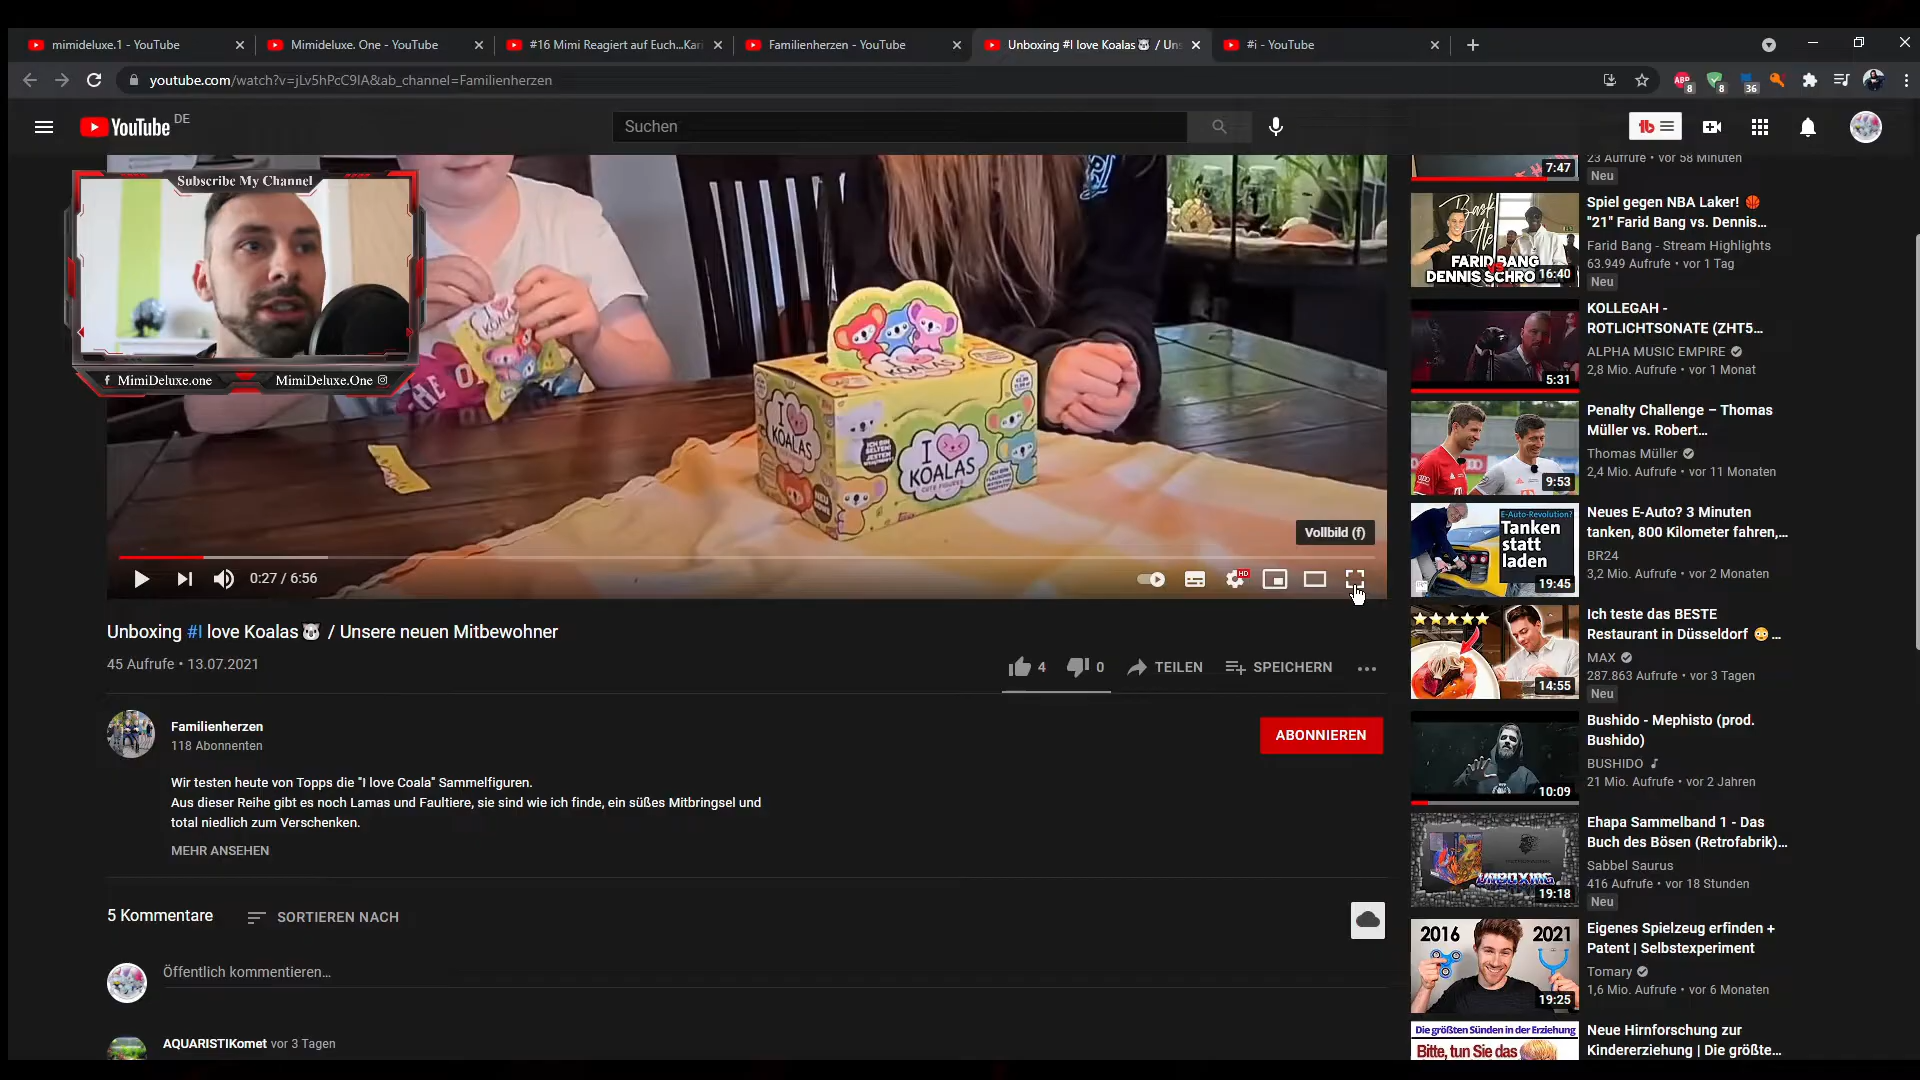 mimideluxe.1 - YouTube
Mimideluxe. One - YouTube
#16 Mimi Reagiert auf Euch...Kari
Familienherzen - YouTube
Unboxing #I love Koalas / Uns
#i - YouTube
youtube.com/watch?v=jLv5hPcC9IA&ab_channel=Familienherzen
ABP
8
8
36
YouTube DE
Suchen
Subscribe My Channel
MimiDeluxe.one
MimiDeluxe.One
I
KOALAS
KOALAS
I
KOALAS
Vollbild (f)
0:27 / 6:56
HD
Unboxing #I love Koalas / Unsere neuen Mitbewohner
45 Aufrufe • 13.07.2021
4
0
TEILEN
SPEICHERN
Familienherzen
118 Abonnenten
ABONNIEREN
Wir testen heute von Topps die "I love Coala" Sammelfiguren.
Aus dieser Reihe gibt es noch Lamas und Faultiere, sie sind wie ich finde, ein süßes Mitbringsel und
total niedlich zum Verschenken.
MEHR ANSEHEN
5 Kommentare
SORTIEREN NACH
Öffentlich kommentieren...
AQUARISTIKomet vor 3 Tagen
7:47
23 Aufrufe • vor 58 Minuten
Neu
FARID BANG
VS
DENNIS SCHRO
16:40
Spiel gegen NBA Laker!
"21" Farid Bang vs. Dennis...
Farid Bang - Stream Highlights
63.949 Aufrufe • vor 1 Tag
Neu
5:31
KOLLEGAH -
ROTLICHTSONATE (ZHT5...
ALPHA MUSIC EMPIRE
2,8 Mio. Aufrufe • vor 1 Monat
9:53
Penalty Challenge – Thomas
Müller vs. Robert...
Thomas Müller
2,4 Mio. Aufrufe • vor 11 Monaten
E-Auto-Revolution?
Tanken
statt
laden
19:45
Neues E-Auto? 3 Minuten
tanken, 800 Kilometer fahren,...
BR24
3,2 Mio. Aufrufe • vor 2 Monaten
14:55
Ich teste das BESTE
Restaurant in Düsseldorf ...
MAX
287.863 Aufrufe • vor 3 Tagen
Neu
10:09
Bushido - Mephisto (prod.
Bushido)
BUSHIDO
21 Mio. Aufrufe • vor 2 Jahren
UNBOXING
19:18
Ehapa Sammelband 1 - Das
Buch des Bösen (Retrofabrik)...
Sabbel Saurus
416 Aufrufe • vor 18 Stunden
Neu
2016
2021
19:25
Eigenes Spielzeug erfinden +
Patent | Selbstexperiment
Tomary
1,6 Mio. Aufrufe • vor 6 Monaten
Die größten Sünden in der Erziehung
Bitte, tun Sie das
Neue Hirnforschung zur
Kindererziehung | Die größte...